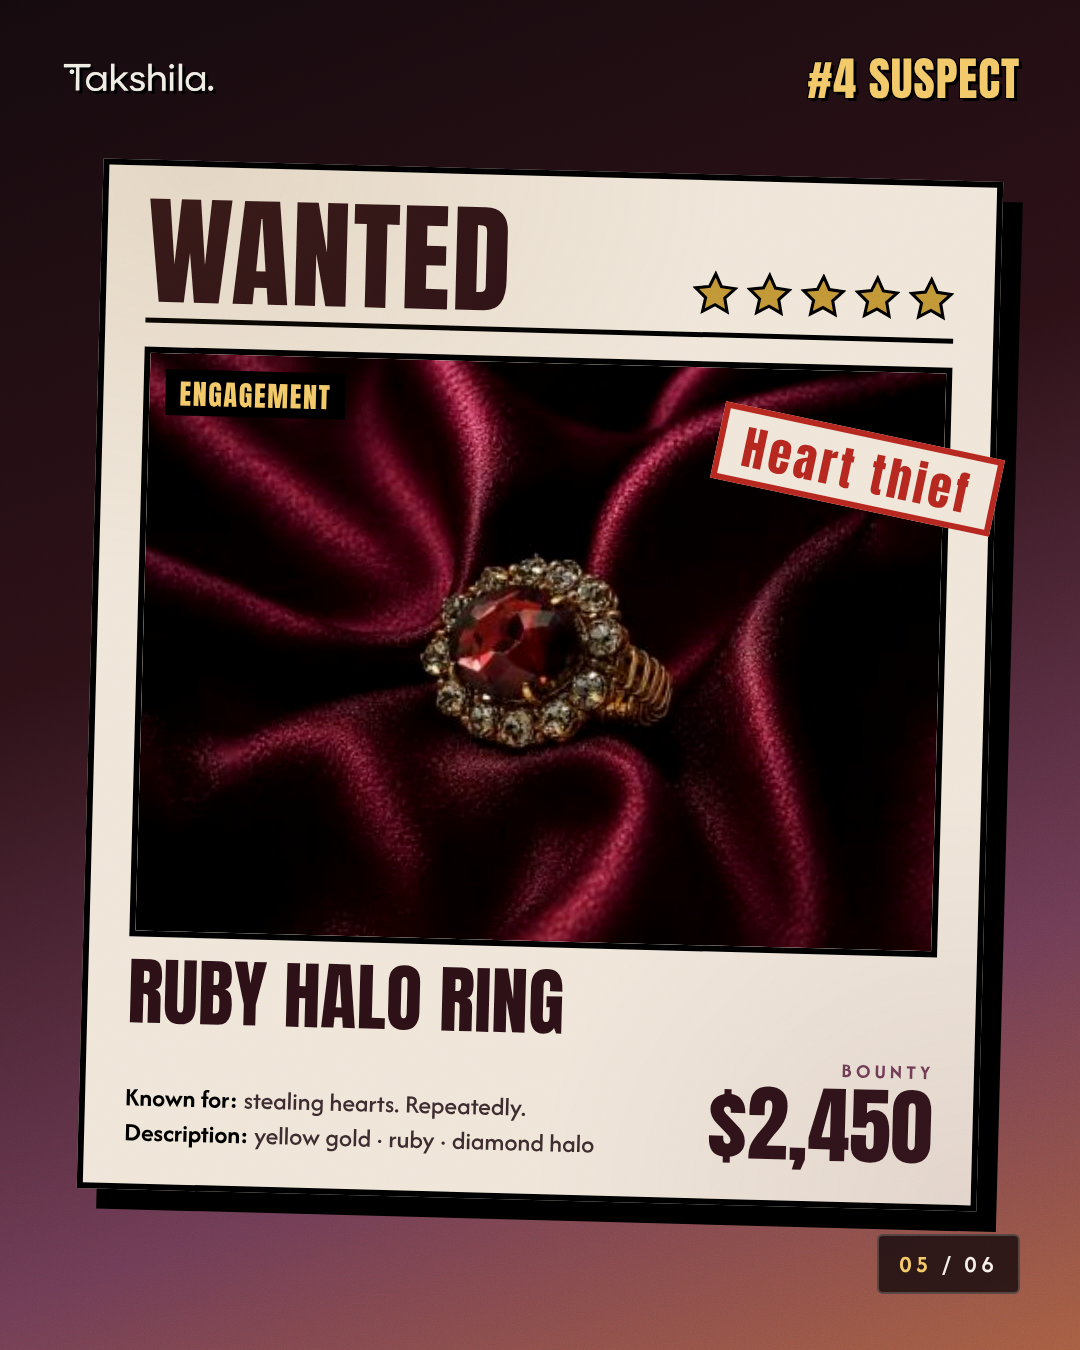 Takshila.
#4 SUSPECT
WANTED
ENGAGEMENT
Heart thief
RUBY HALO RING
Known for: stealing hearts. Repeatedly.
Description: yellow gold · ruby · diamond halo
BOUNTY
$2,450
05 / 06